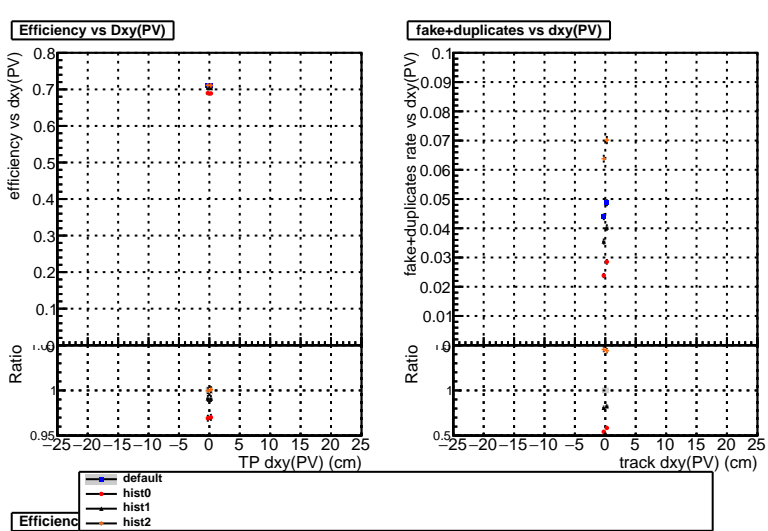 Efficiency vs Dxy(PV)
efficiency vs dxy(PV)
0.8
0.7
0.6
0.5
0.4
0.3
0.2
0.1
0
Ratio
1
0.95
−25 −20 −15 −10 −5 0 5 10 15 20 25
TP dxy(PV) (cm)
fake+duplicates vs dxy(PV)
fake+duplicates rate vs dxy(PV)
0.1
0.09
0.08
0.07
0.06
0.05
0.04
0.03
0.02
0.01
0
Ratio
1
0.5
−25 −20 −15 −10 −5 0 5 10 15 20 25
track dxy(PV) (cm)
default
hist0
hist1
hist2
Efficienc